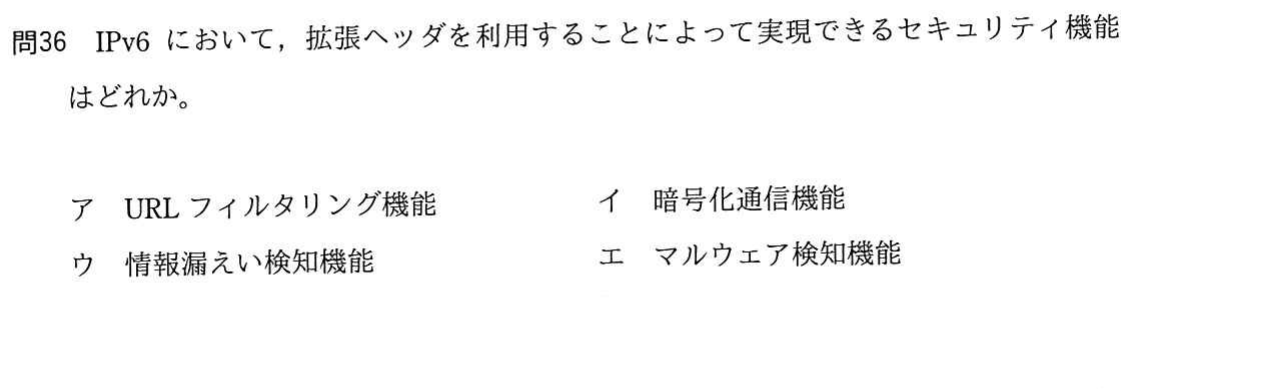 問36 IPv6 において，拡張ヘッダを利用することによって実現できるセキュリティ機能
はどれか。
ア URL フィルタリング機能 イ 暗号化通信機能
ウ 情報漏えい検知機能 エ マルウェア検知機能